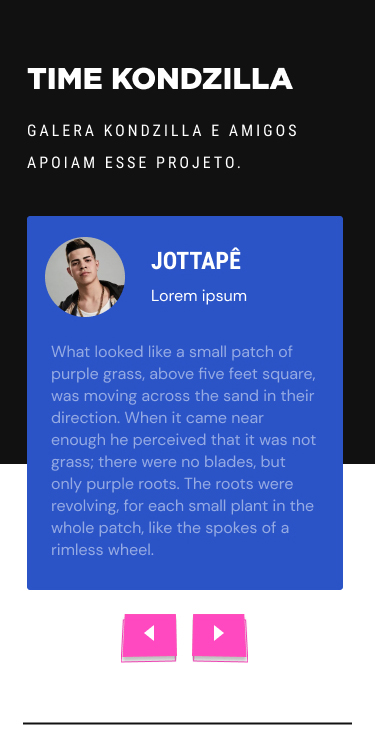 TIME KONDZILLA
GALERA KONDZILLA E AMIGOS
APOIAM ESSE PROJETO.
JOTTAPÊ
Lorem ipsum
What looked like a small patch of
purple grass, above five feet square,
was moving across the sand in their
direction. When it came near
enough he perceived that it was not
grass; there were no blades, but
only purple roots. The roots were
revolving, for each small plant in the
whole patch, like the spokes of a
rimless wheel.